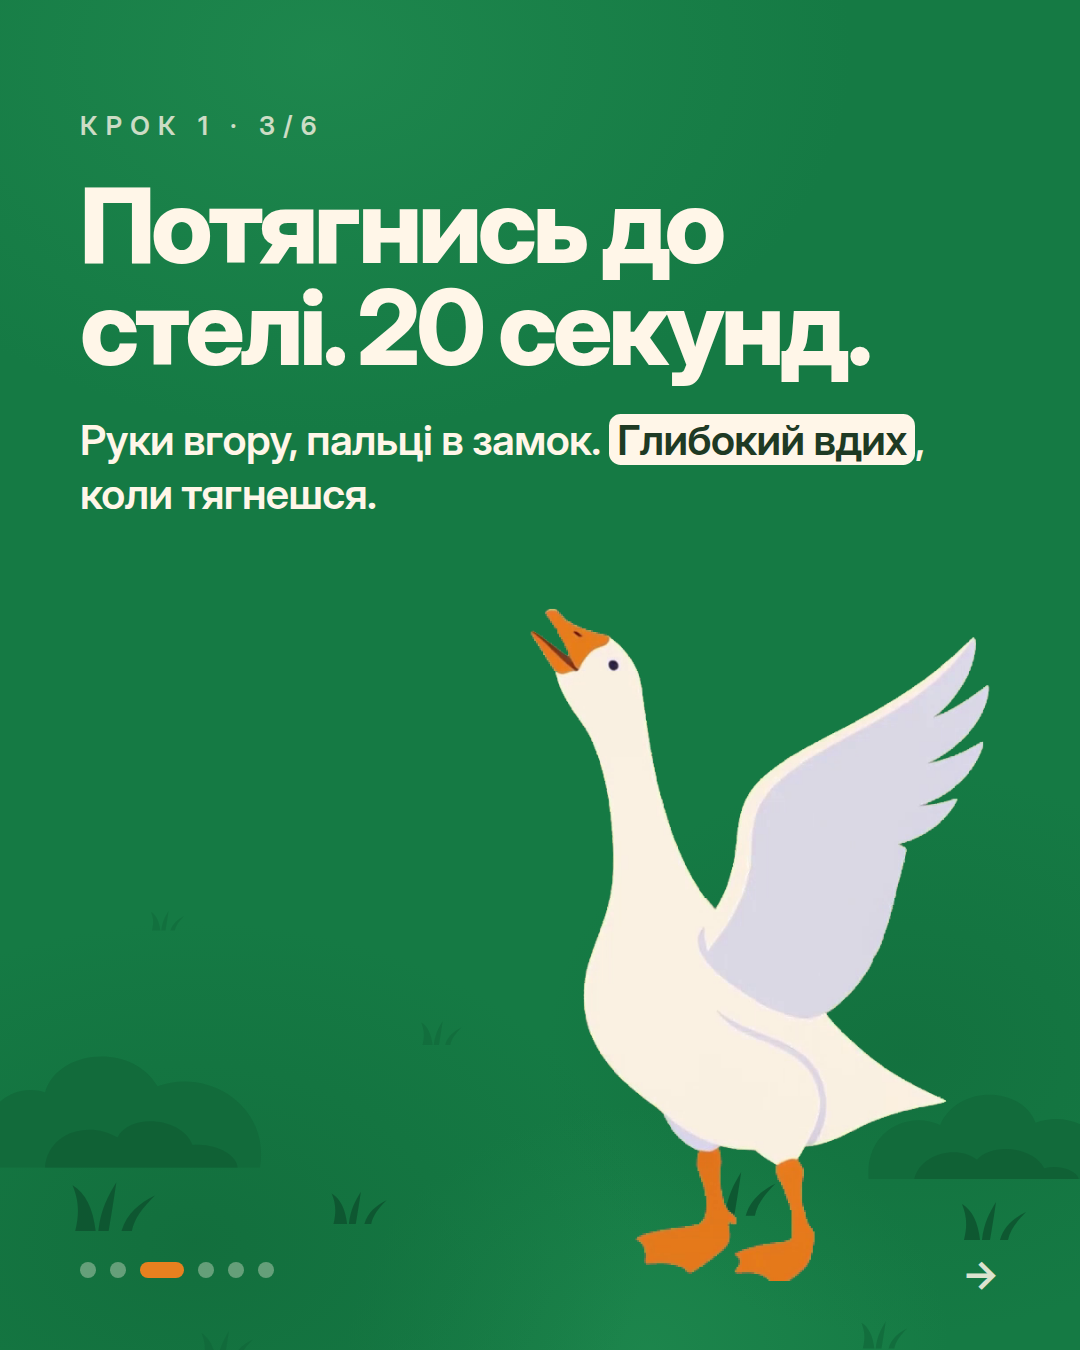 КРОК 1 · 3/6
Потягнись до
стелі. 20 секунд.
Руки вгору, пальці в замок. Глибокий вдих,
коли тягнешся.